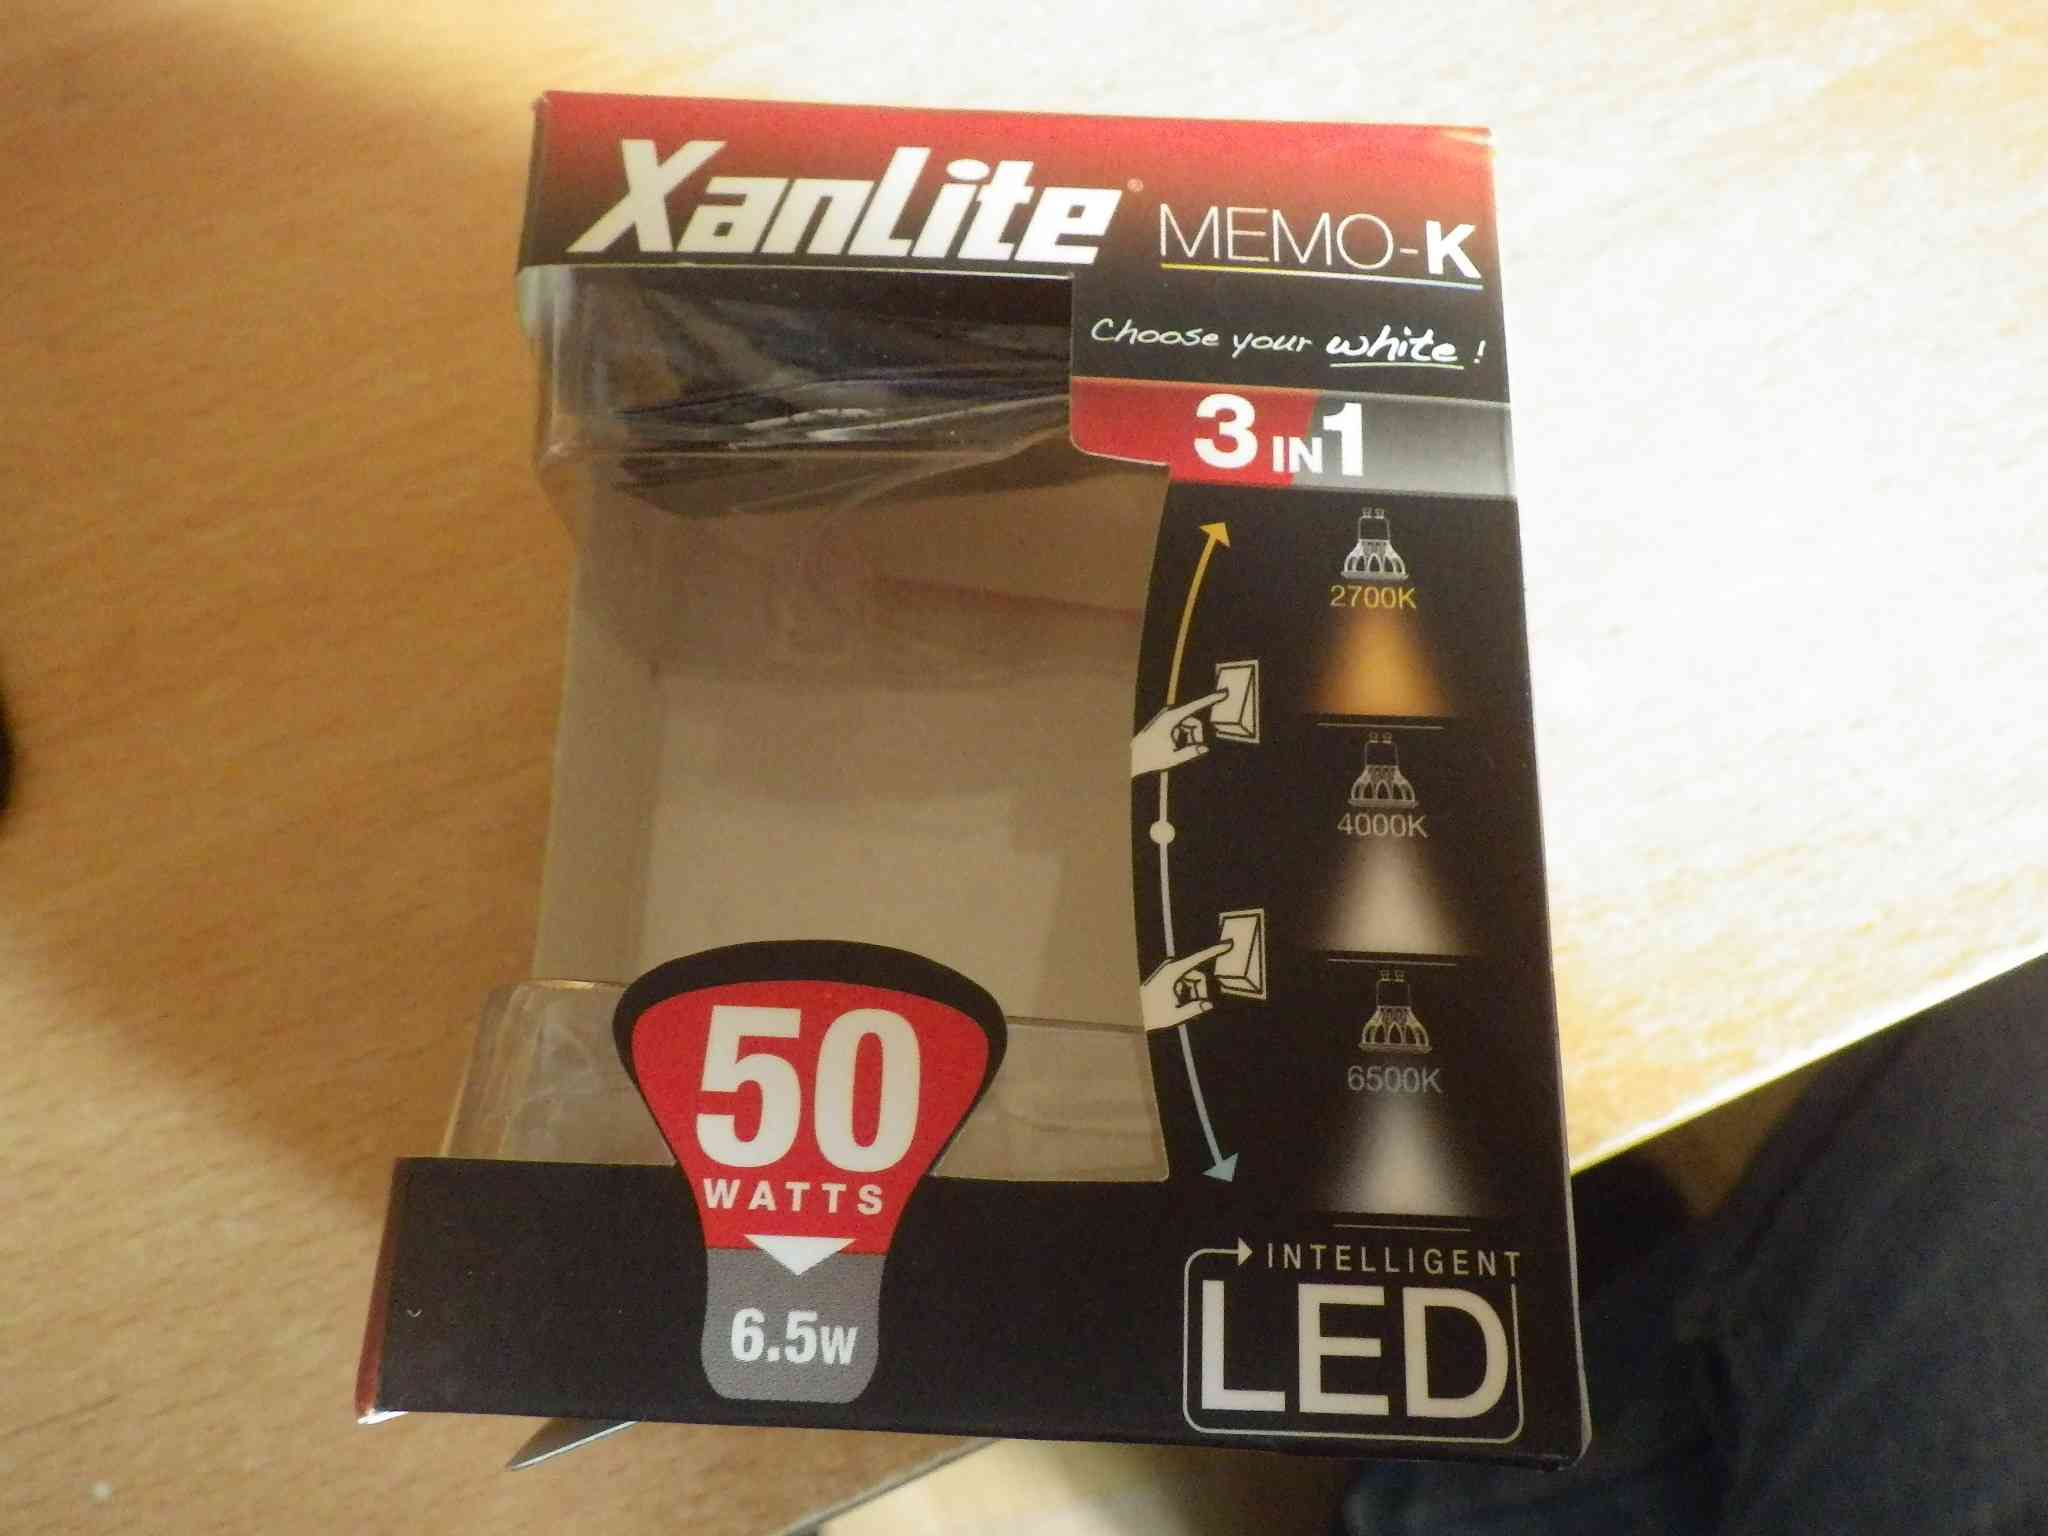 XanLite® MEMO-K
Choose your white !
3 IN 1
2700K
4000K
6500K
50
WATTS
6.5W
INTELLIGENT
LED